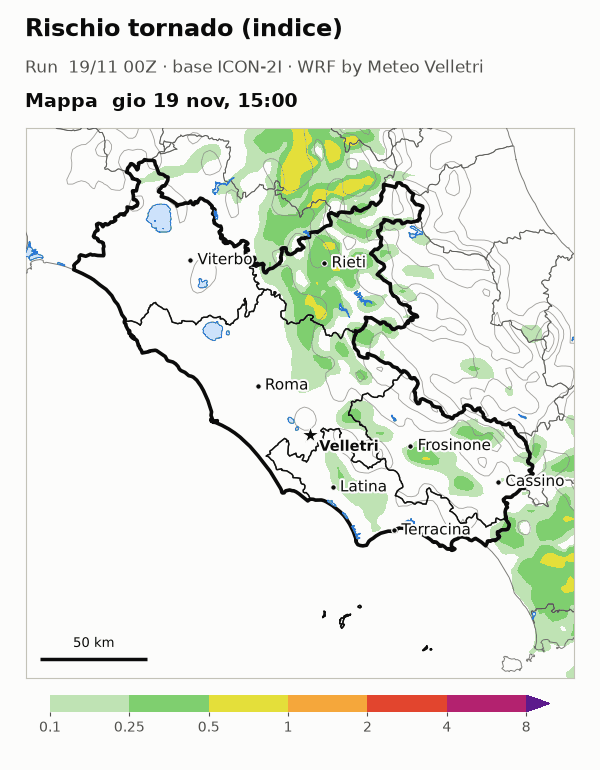 Rischio tornado (indice)
Run  19/11 00Z · base ICON-2I · WRF by Meteo Velletri
Mappa  gio 19 nov, 15:00
Viterbo
Rieti
Roma
Velletri
Frosinone
Latina
Cassino
Terracina
50 km
0.1 0.25 0.5 1 2 4 8